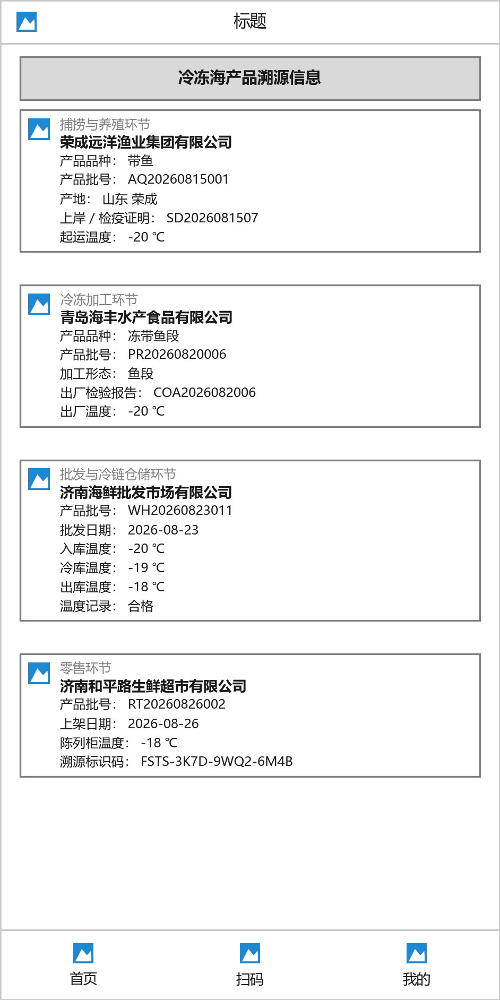 标题
冷冻海产品溯源信息
捕捞与养殖环节
荣成远洋渔业集团有限公司
产品品种： 带鱼
产品批号： AQ20260815001
产地： 山东 荣成
上岸 / 检疫证明： SD2026081507
起运温度： -20 ℃
冷冻加工环节
青岛海丰水产食品有限公司
产品品种： 冻带鱼段
产品批号： PR20260820006
加工形态： 鱼段
出厂检验报告： COA2026082006
出厂温度： -20 ℃
批发与冷链仓储环节
济南海鲜批发市场有限公司
产品批号： WH20260823011
批发日期： 2026-08-23
入库温度： -20 ℃
冷库温度： -19 ℃
出库温度： -18 ℃
温度记录： 合格
零售环节
济南和平路生鲜超市有限公司
产品批号： RT20260826002
上架日期： 2026-08-26
陈列柜温度： -18 ℃
溯源标识码： FSTS-3K7D-9WQ2-6M4B
首页
扫码
我的